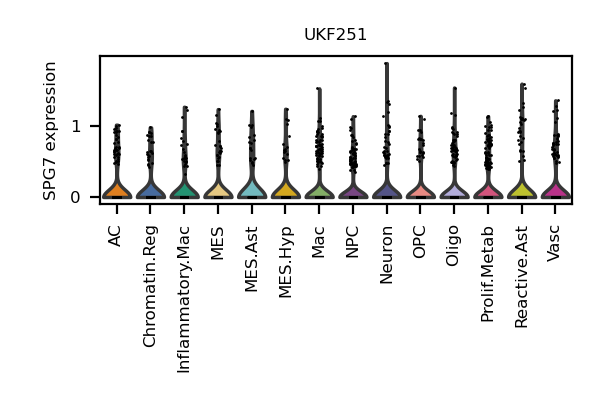 UKF251
SPG7 expression
1
0
AC
Chromatin.Reg
Inflammatory.Mac
MES
MES.Ast
MES.Hyp
Mac
NPC
Neuron
OPC
Oligo
Prolif.Metab
Reactive.Ast
Vasc